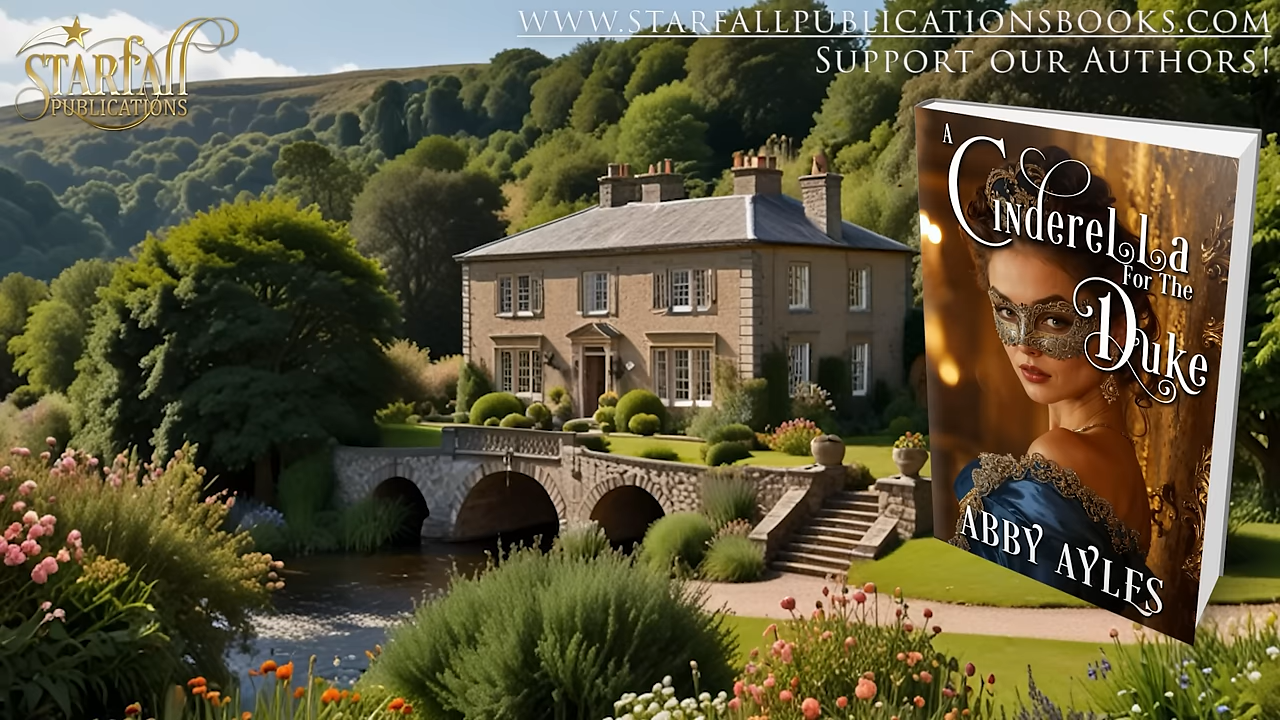 STARfall
PUBLICATIONS
WWW.STARFALLPUBLICATIONSBOOKS.COM
SUPPORT OUR AUTHORS!
A
CINDERELLA
FOR THE
DUKE
ABBY AYLES